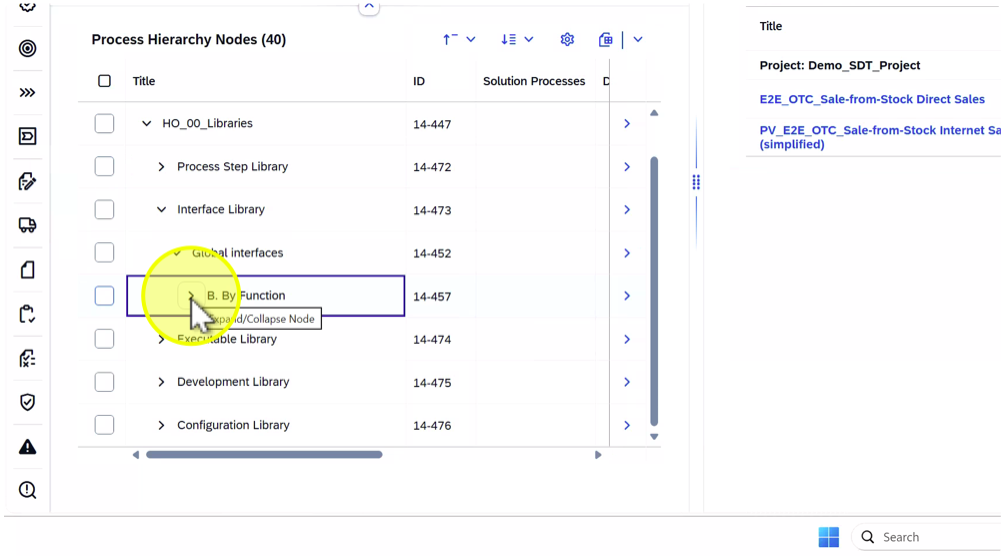 Title
Process Hierarchy Nodes (40)
Project: Demo_SDT_Project
Title ID Solution Processes
E2E_OTC_Sale-from-Stock Direct Sales
HO_00_Libraries 14-447
PV_E2E_OTC_Sale-from-Stock Internet
(simplified)
Process Step Library 14-472
Interface Library 14-473
Global interfaces 14-452
B. By Function 14-457
Expand/Collapse Node
Executable Library 14-474
Development Library 14-475
Configuration Library 14-476
Search